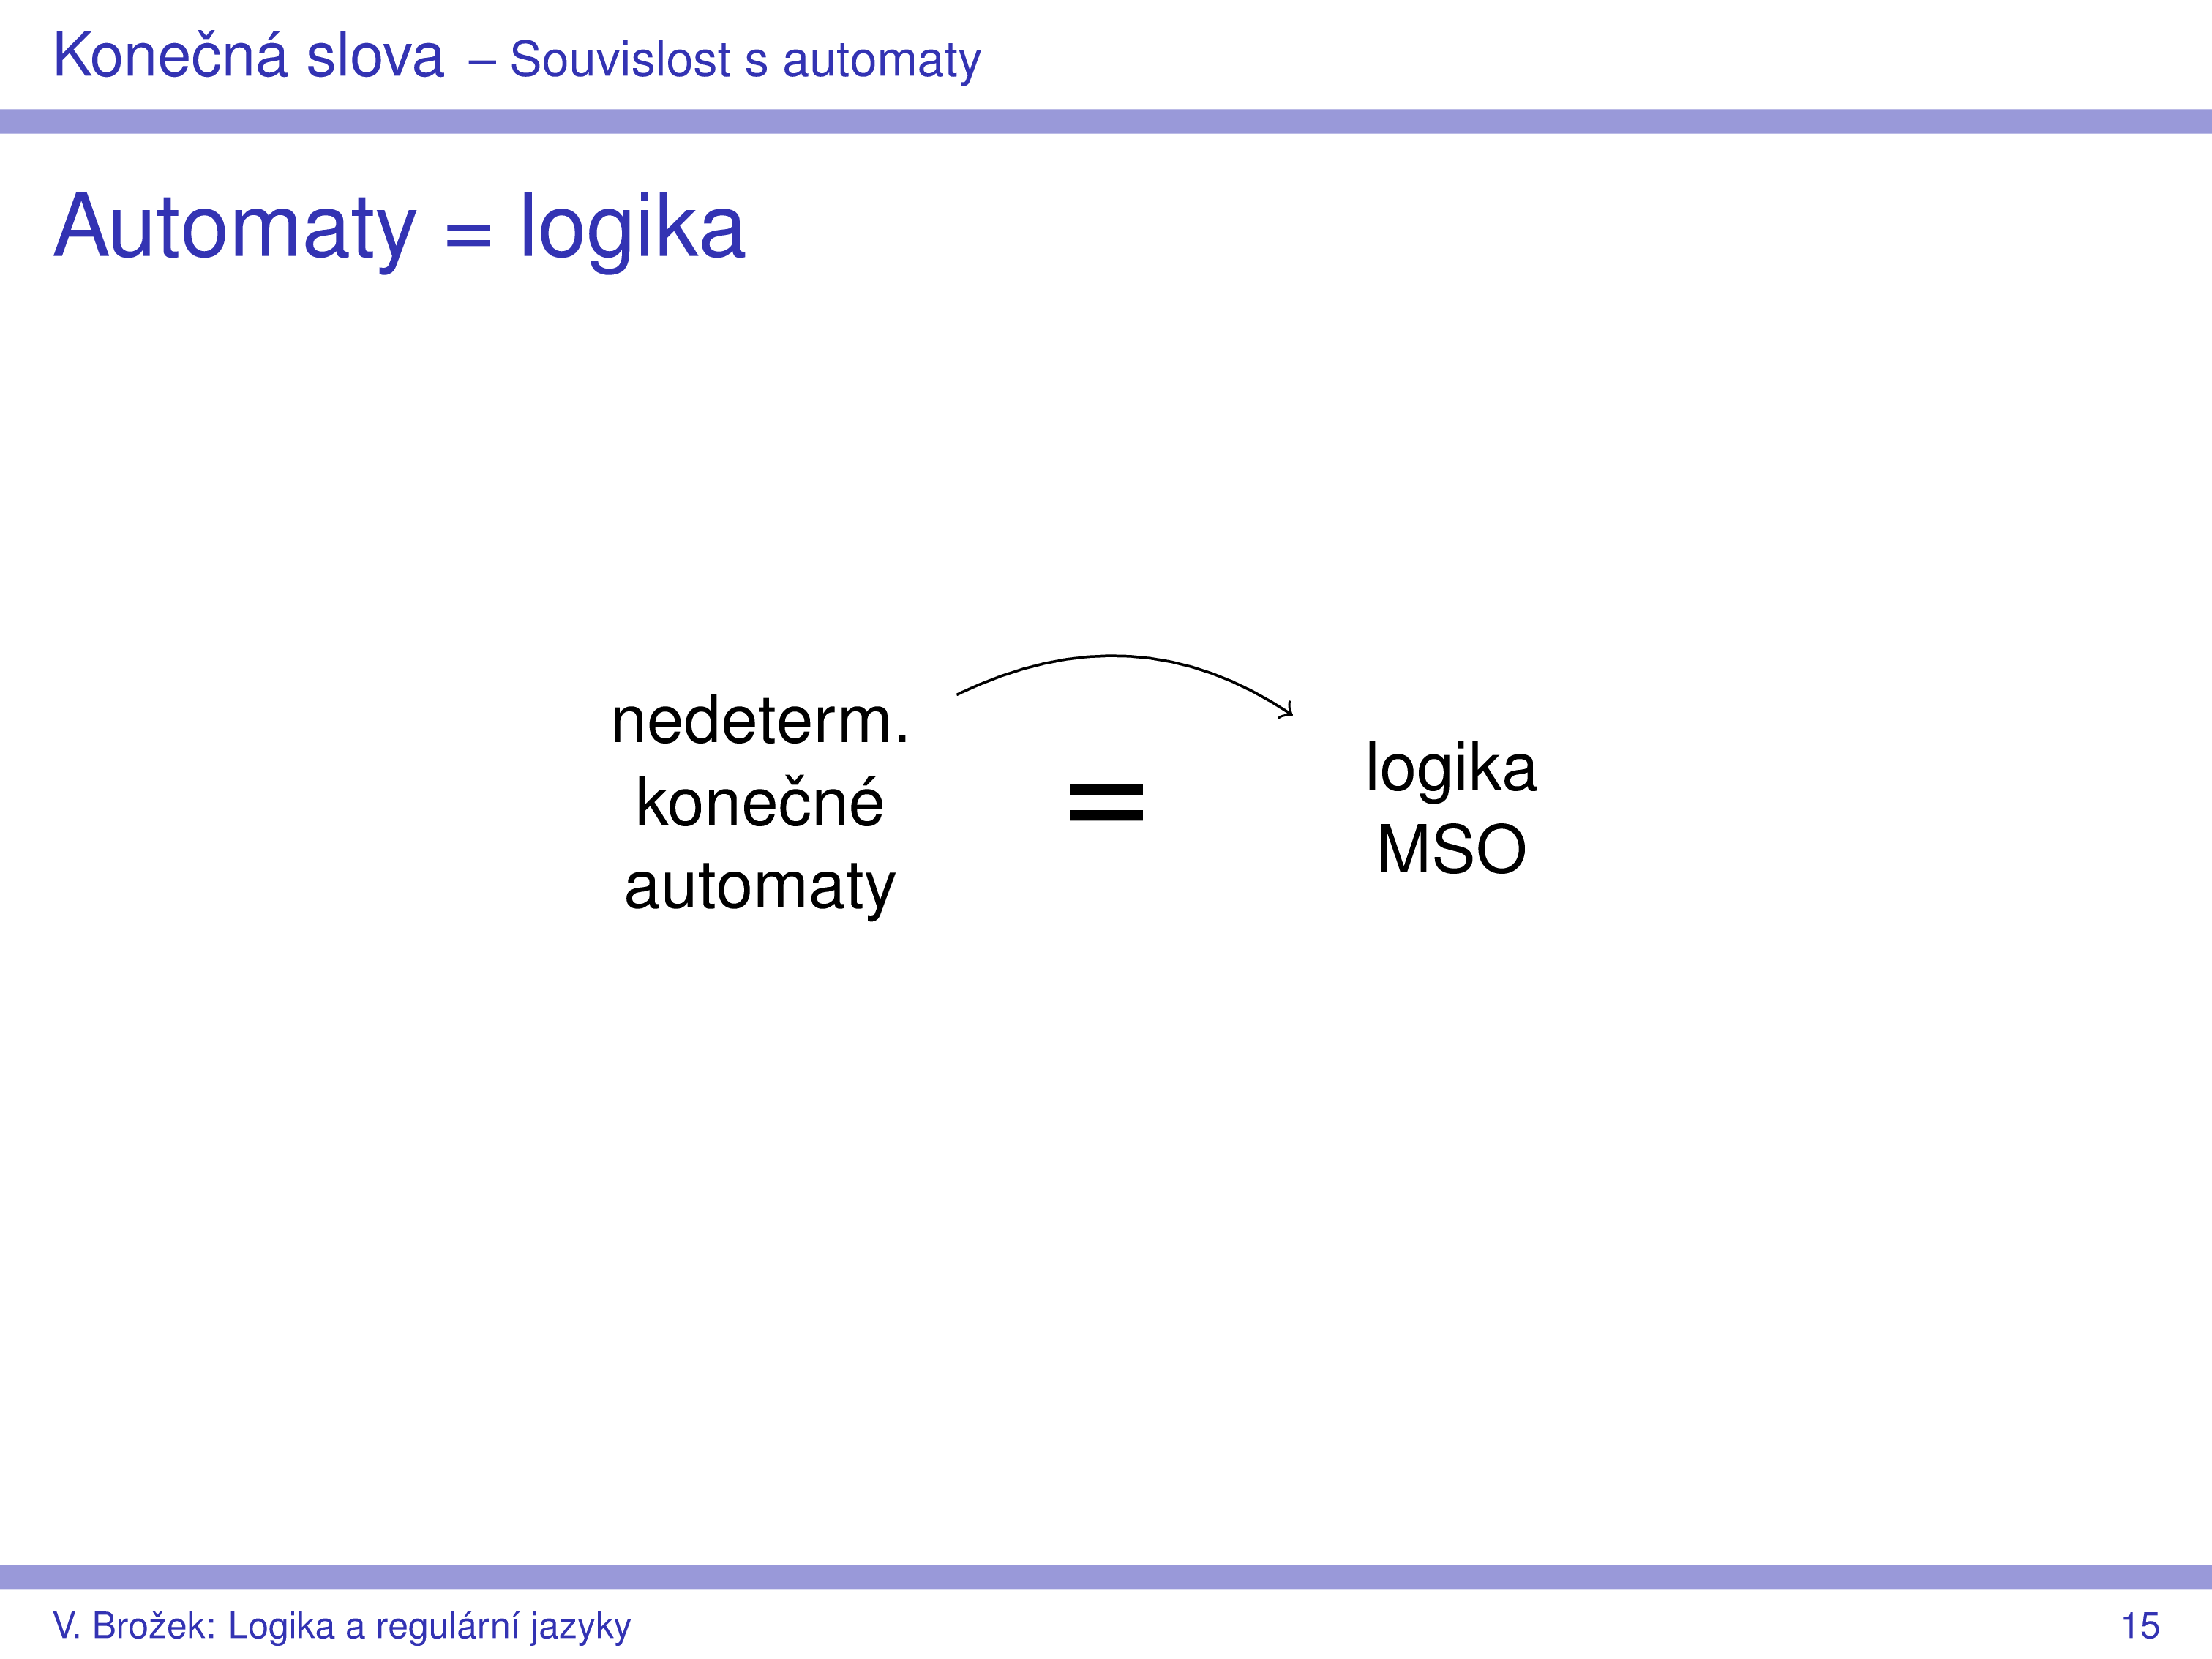 Konečná slova – Souvislost s automaty
Automaty = logika
nedeterm.
konečné
automaty
=
logika
MSO
V. Brožek: Logika a regulární jazyky
15